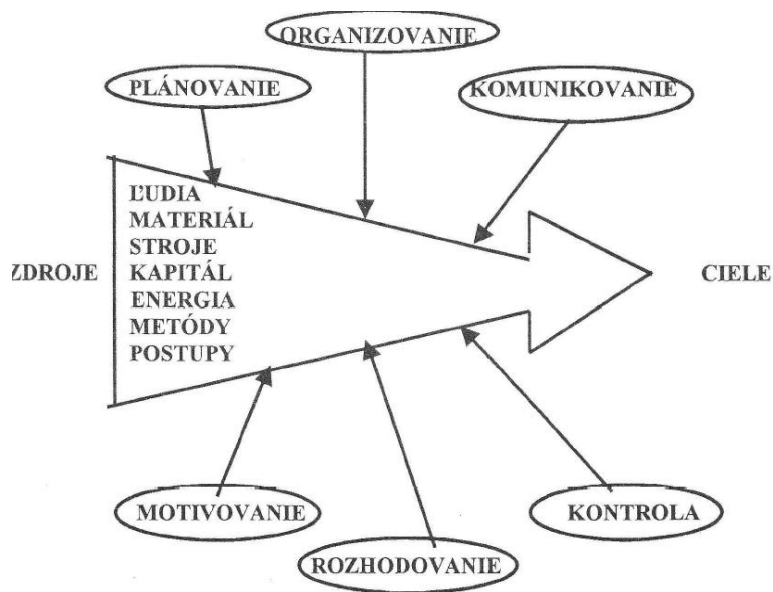 ORGANIZOVANIE
PLÁNOVANIE
KOMUNIKOVANIE
ĽUDIA
MATERIÁL
STROJE
ZDROJE
KAPITÁL
CIELE
ENERGIA
METÓDY
POSTUPY
MOTIVOVANIE
KONTROLA
ROZHODOVANIE